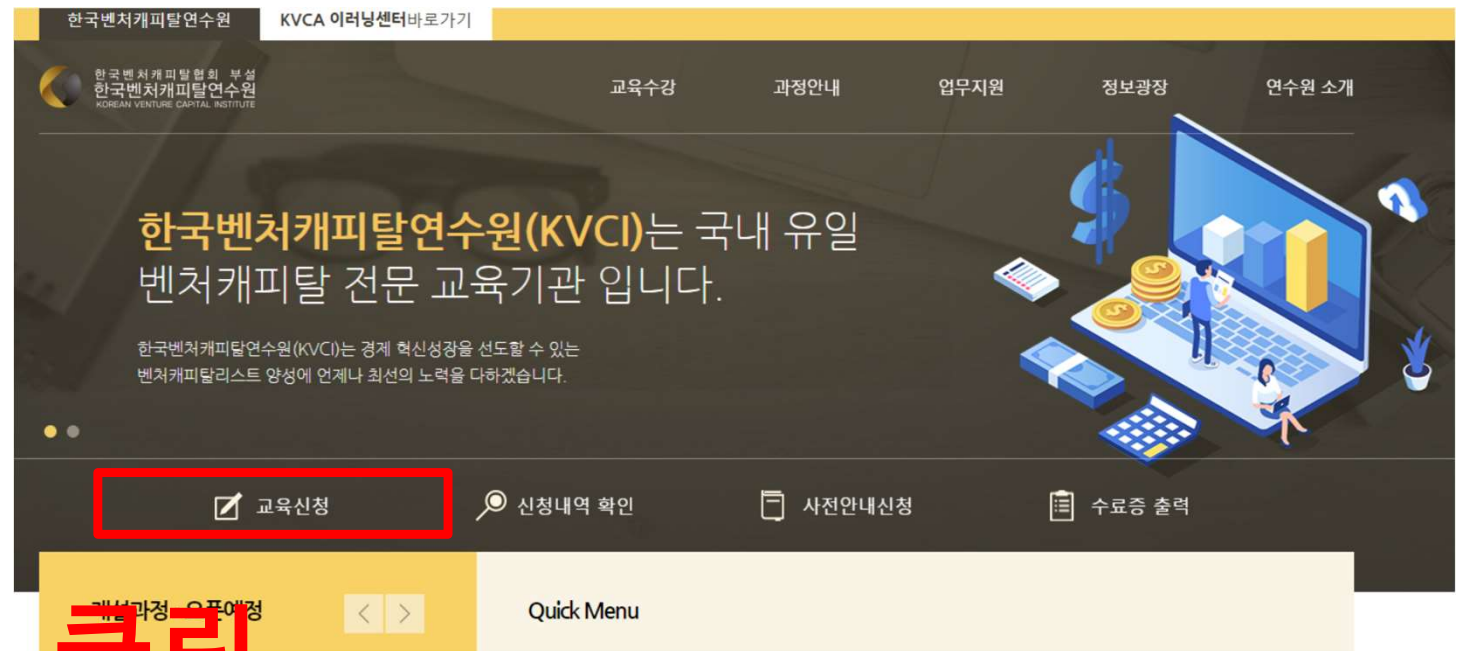 한국벤처캐피탈연수원
KVCA 이러닝센터바로가기
한국벤처캐피탈협회 부설
한국벤처캐피탈연수원
KOREAN VENTURE CAPITAL INSTITUTE
교육수강
과정안내
업무지원
정보광장
연수원 소개
한국벤처캐피탈연수원(KVCI)는 국내 유일
벤처캐피탈 전문 교육기관 입니다.
한국벤처캐피탈연수원(KVCI)는 경제 혁신성장을 선도할 수 있는
벤처캐피탈리스트 양성에 언제나 최선의 노력을 다하겠습니다.
교육신청
신청내역 확인
사전안내신청
수료증 출력
Quick Menu